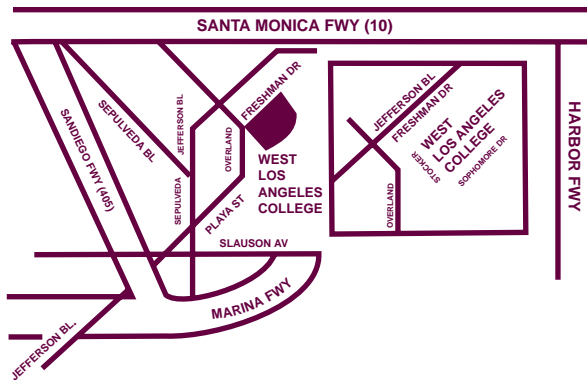 SANTA MONICA FWY (10)
SANDIEGO FWY (405)
SEPULVEDA BL
JEFFERSON BL
SEPULVEDA
OVERLAND
FRESHMAN DR
PLAYA ST
WEST
LOS
ANGELES
COLLEGE
SLAUSON AV
MARINA FWY
JEFFERSON BL.
JEFFERSON BL
FRESHMAN DR
STOCKER
WEST
LOS ANGELES
COLLEGE
SOPHOMORE DR
OVERLAND
HARBOR FWY